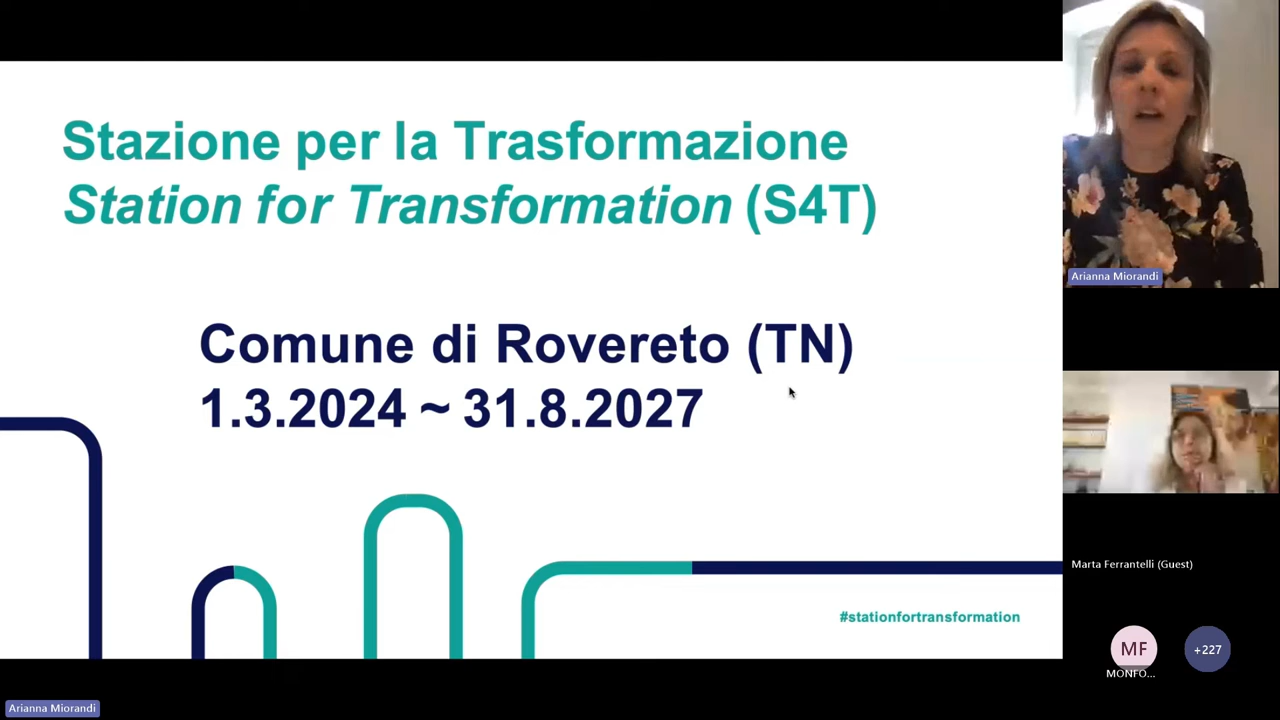 Stazione per la Trasformazione
Station for Transformation (S4T)
Comune di Rovereto (TN)
1.3.2024 ~ 31.8.2027
#stationfortransformation
Arianna Miorandi
Marta Ferrantelli (Guest)
MF
+227
MONFO...
Arianna Miorandi